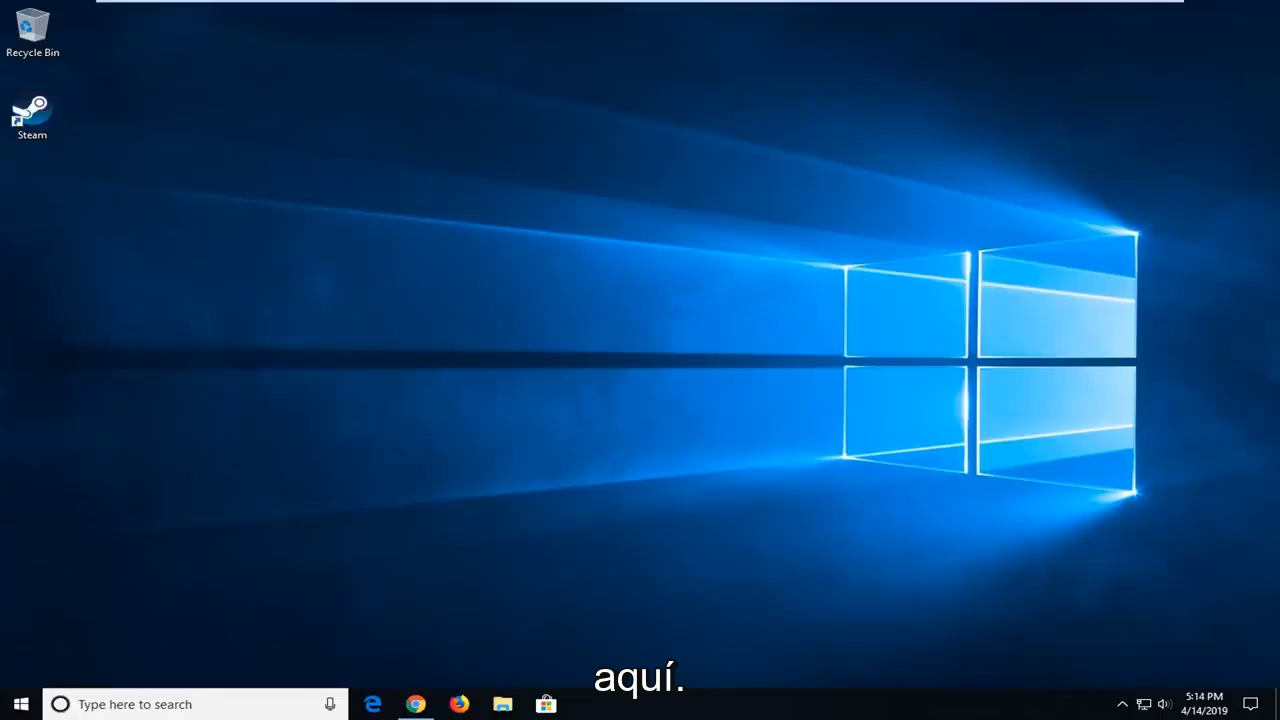 Recycle Bin
Steam
aquí.
Type here to search
5:14 PM
4/14/2019